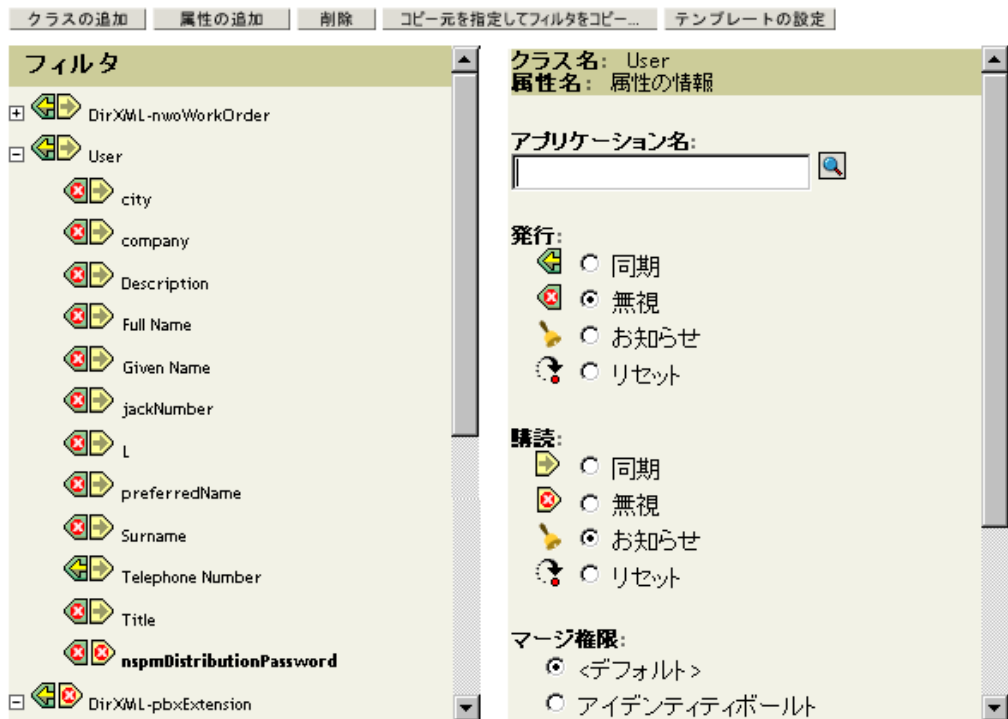 クラスの追加 属性の追加 削除 コピー元を指定してフィルタをコピー... テンプレートの設定
フィルタ
DirXML-nwoWorkOrder
User
city
company
Description
Full Name
Given Name
jackNumber
L
preferredName
Surname
Telephone Number
Title
nspmDistributionPassword
DirXML-pbxExtension
クラス名: User
属性名: 属性の情報
アプリケーション名:
発行:
同期
無視
お知らせ
リセット
購読:
同期
無視
お知らせ
リセット
マージ権限:
<デフォルト>
アイデンティティボールト